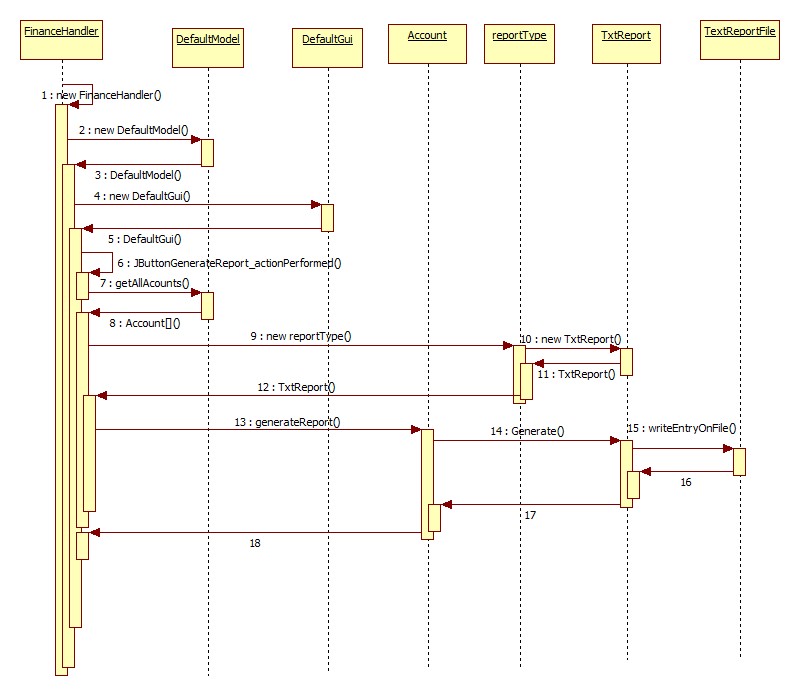 FinanceHandler
DefaultModel
DefaultGui
Account
reportType
TxtReport
TextReportFile
1 : new FinanceHandler()
2 : new DefaultModel()
3 : DefaultModel()
4 : new DefaultGui()
5 : DefaultGui()
6 : JButtonGenerateReport_actionPerformed()
7 : getAllAcounts()
8 : Account[]()
9 : new reportType()
10 : new TxtReport()
11 : TxtReport()
12 : TxtReport()
13 : generateReport()
14 : Generate()
15 : writeEntryOnFile()
16
17
18